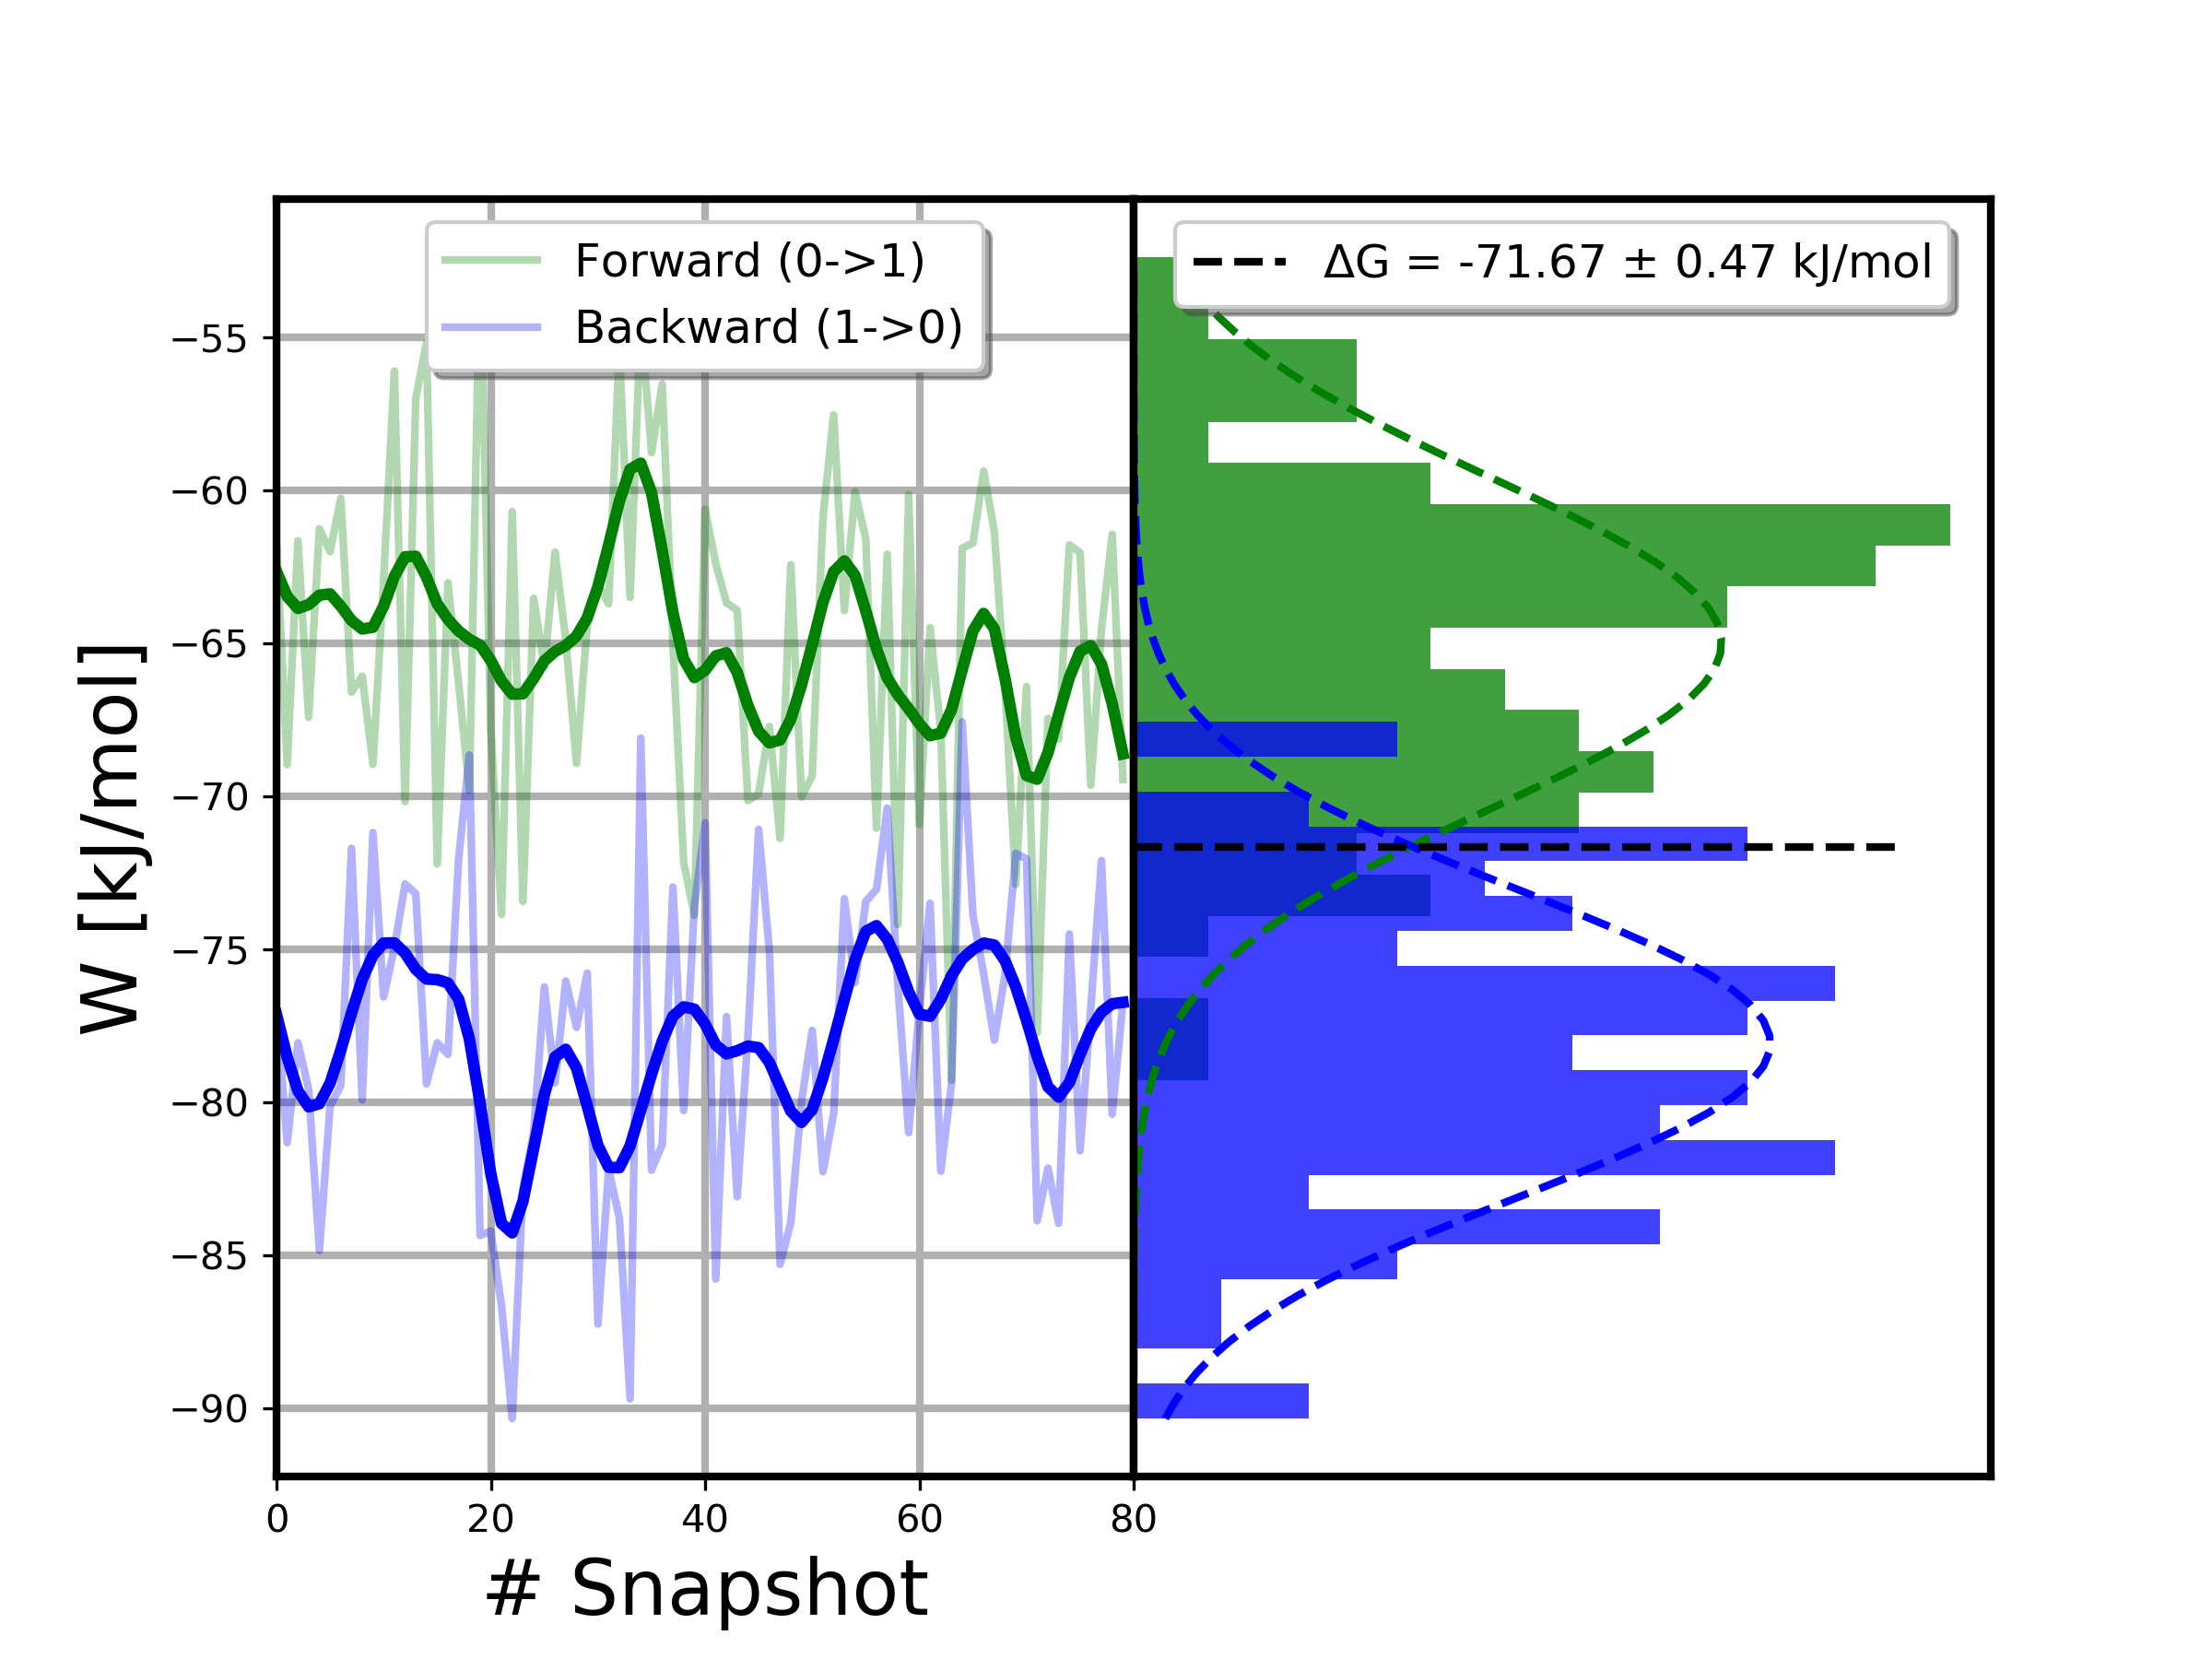 Forward (0->1)
Backward (1->0)
ΔG = -71.67 ± 0.47 kJ/mol
W [kJ/mol]
−55
−60
−65
−70
−75
−80
−85
−90
0 20 40 60 80
# Snapshot